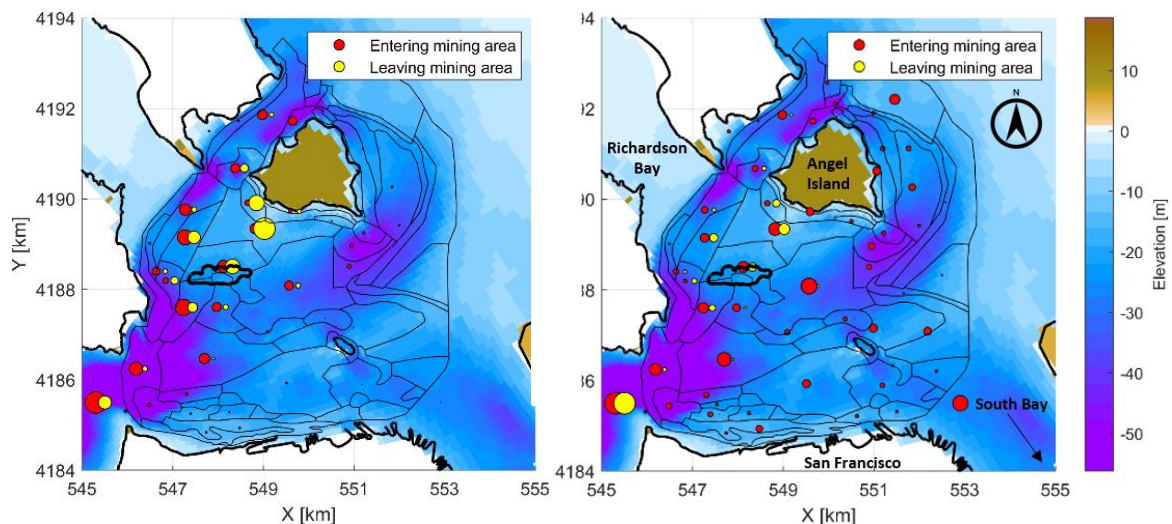 4194
4192
4190
4188
4186
4184
Y [km]
545
547
549
551
553
555
X [km]
Entering mining area
Leaving mining area
92
86
4184
545
547
549
551
553
555
X [km]
Entering mining area
Leaving mining area
N
Richardson
Bay
Angel
Island
South Bay
San Francisco
10
0
-10
-20
-30
-40
-50
Elevation [m]